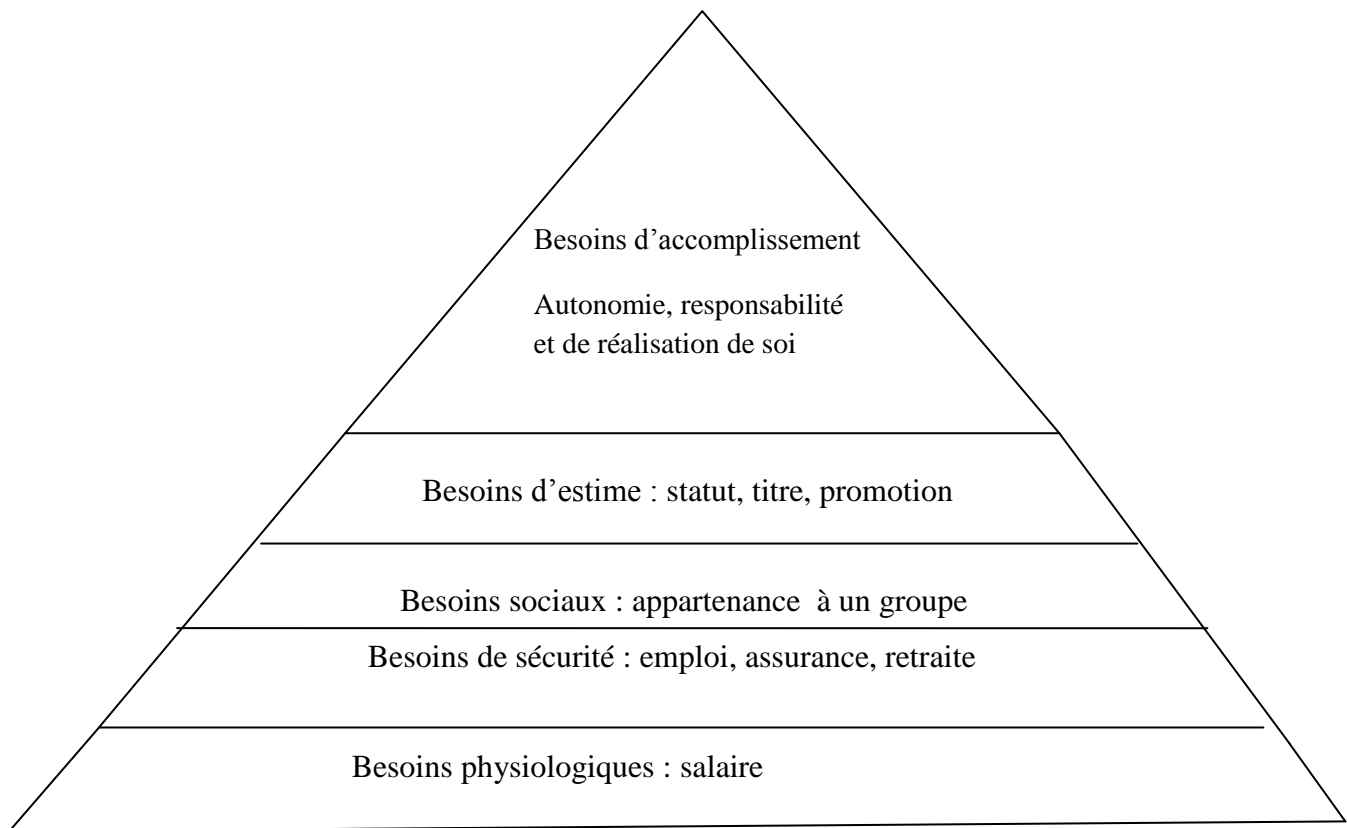 Besoins d’accomplissement
Autonomie, responsabilité
et de réalisation de soi
Besoins d’estime : statut, titre, promotion
Besoins sociaux : appartenance  à un groupe
Besoins de sécurité : emploi, assurance, retraite
Besoins physiologiques : salaire